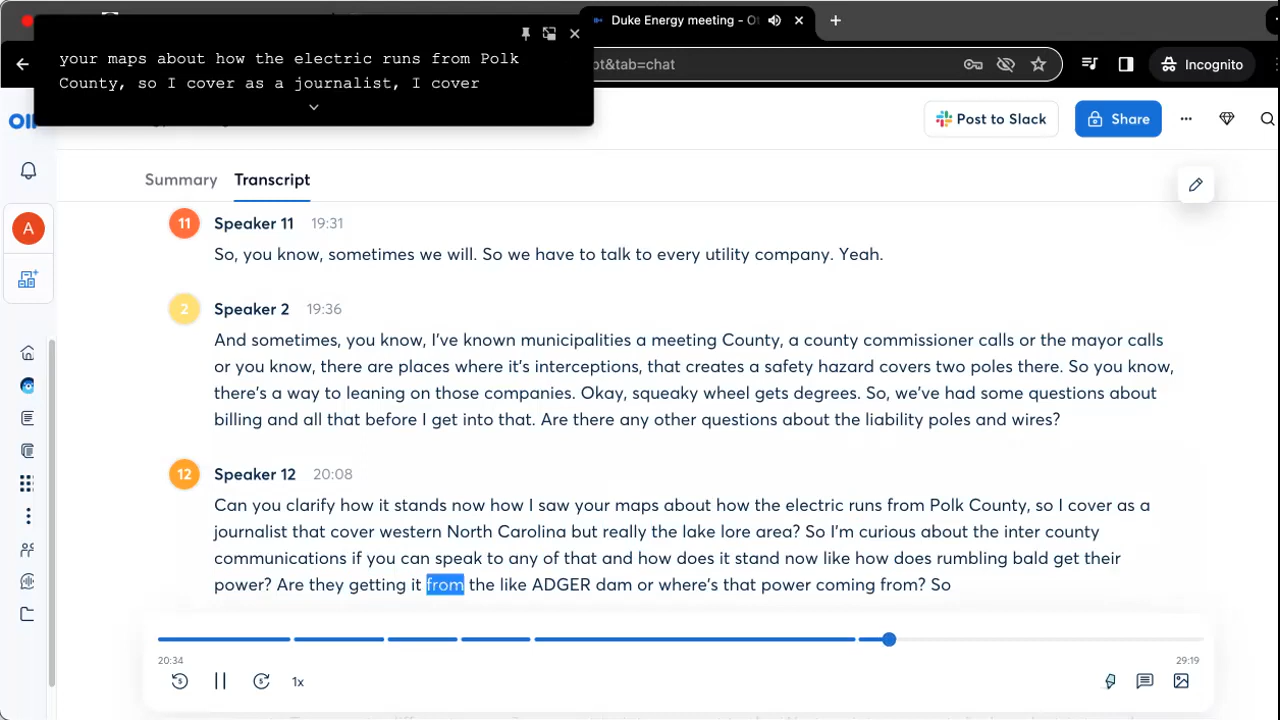 Duke Energy meeting - Ot
your maps about how the electric runs from Polk
County, so I cover as a journalist, I cover
ot&tab=chat
Incognito
Post to Slack
Share
Summary
Transcript
A
11
Speaker 11
19:31
So, you know, sometimes we will. So we have to talk to every utility company. Yeah.
2
Speaker 2
19:36
And sometimes, you know, I've known municipalities a meeting County, a county commissioner calls or the mayor calls
or you know, there are places where it's interceptions, that creates a safety hazard covers two poles there. So you know,
there's a way to leaning on those companies. Okay, squeaky wheel gets degrees. So, we've had some questions about
billing and all that before I get into that. Are there any other questions about the liability poles and wires?
12
Speaker 12
20:08
Can you clarify how it stands now how I saw your maps about how the electric runs from Polk County, so I cover as a
journalist that cover western North Carolina but really the lake lore area? So I'm curious about the inter county
communications if you can speak to any of that and how does it stand now like how does rumbling bald get their
power? Are they getting it from the like ADGER dam or where's that power coming from? So
20:34
29:19
5
5
1x